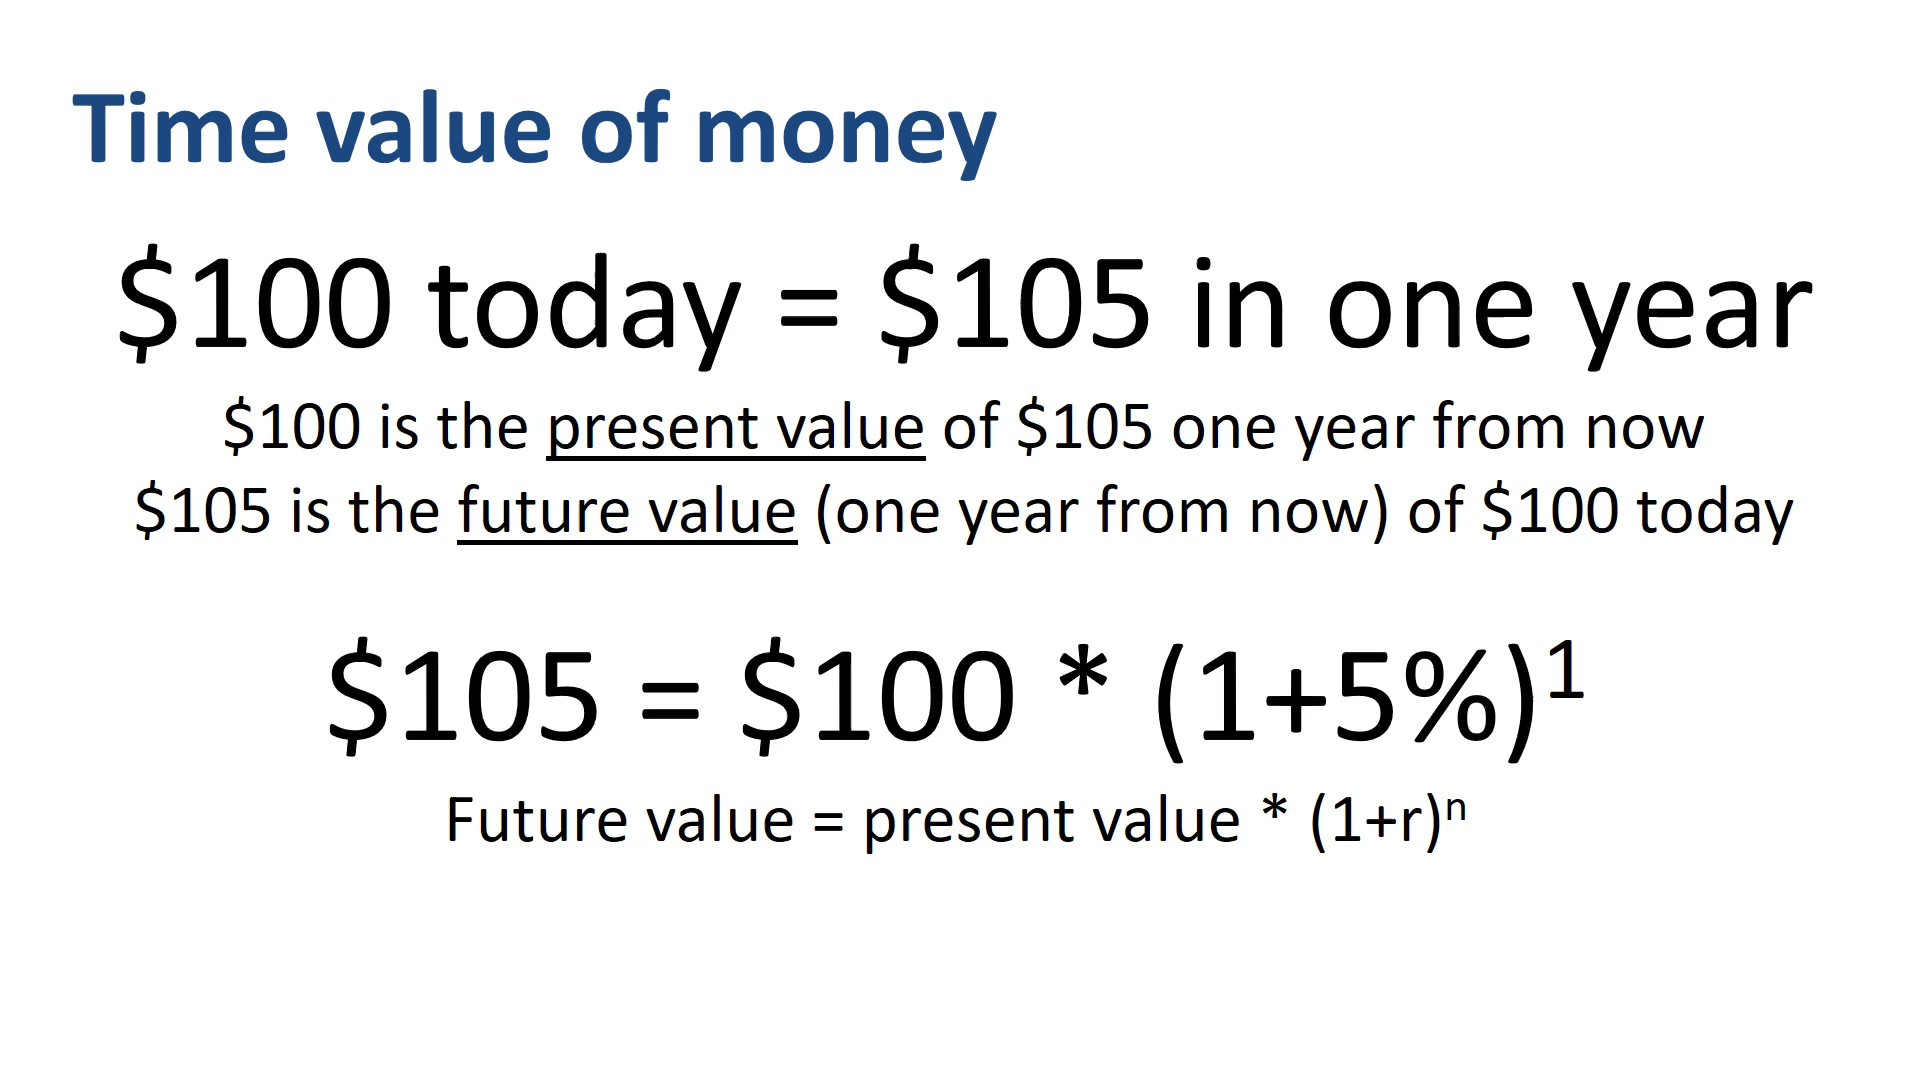 Time value of money
$100 today = $105 in one year
$100 is the present value of $105 one year from now
$105 is the future value (one year from now) of $100 today
$105 = $100 * (1+5%)¹
Future value = present value * (1+r)ⁿ